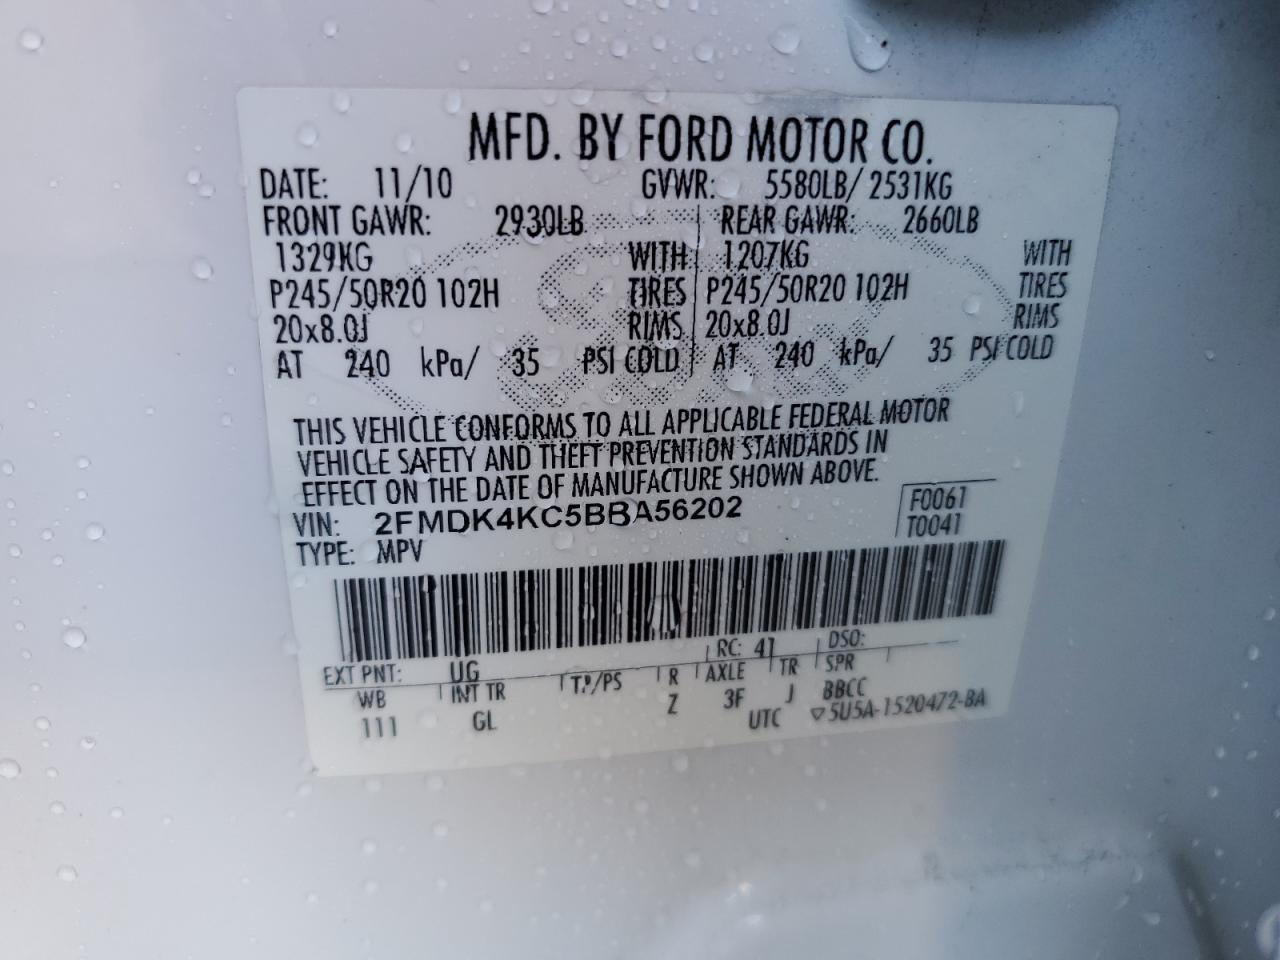 MFD. BY FORD MOTOR CO.
DATE: 11/10 GVWR: 5580LB/ 2531KG
FRONT GAWR: 2930LB REAR GAWR: 2660LB
1329KG WITH 1207KG WITH
P245/50R20 102H TIRES P245/50R20 102H TIRES
20x8.0J RIMS 20x8.0J RIMS
AT 240 kPa/ 35 PSI COLD AT 240 kPa/ 35 PSI COLD
THIS VEHICLE CONFORMS TO ALL APPLICABLE FEDERAL MOTOR
VEHICLE SAFETY AND THEFT PREVENTION STANDARDS IN
EFFECT ON THE DATE OF MANUFACTURE SHOWN ABOVE.
VIN: 2FMDK4KC5BBA56202 F0061
TYPE: MPV T0041
EXT PNT: UG RC: 41 DSO:
WB INT TR T.P/PS R AXLE TR SPR
111 GL Z 3F J BBCC
UTC ▽5U5A-1520472-BA